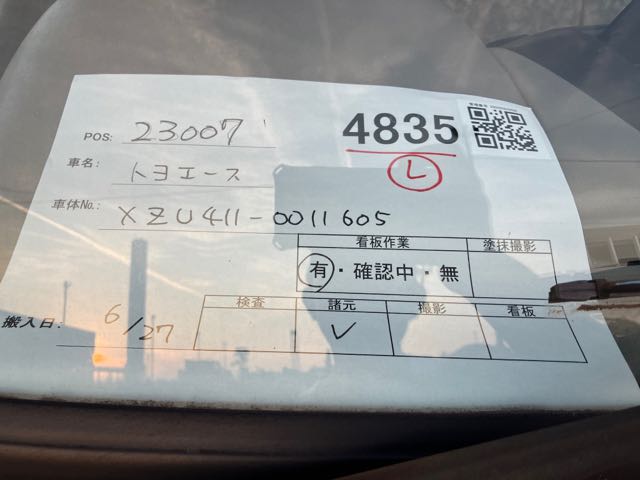 POS: 23007
4835
車名: トヨエース
L
車体No.: XZU411-0011605
看板作業 塗抹撮影
有・確認中・無
検査 諸元 撮影 看板
搬入日: 6/27 ✓